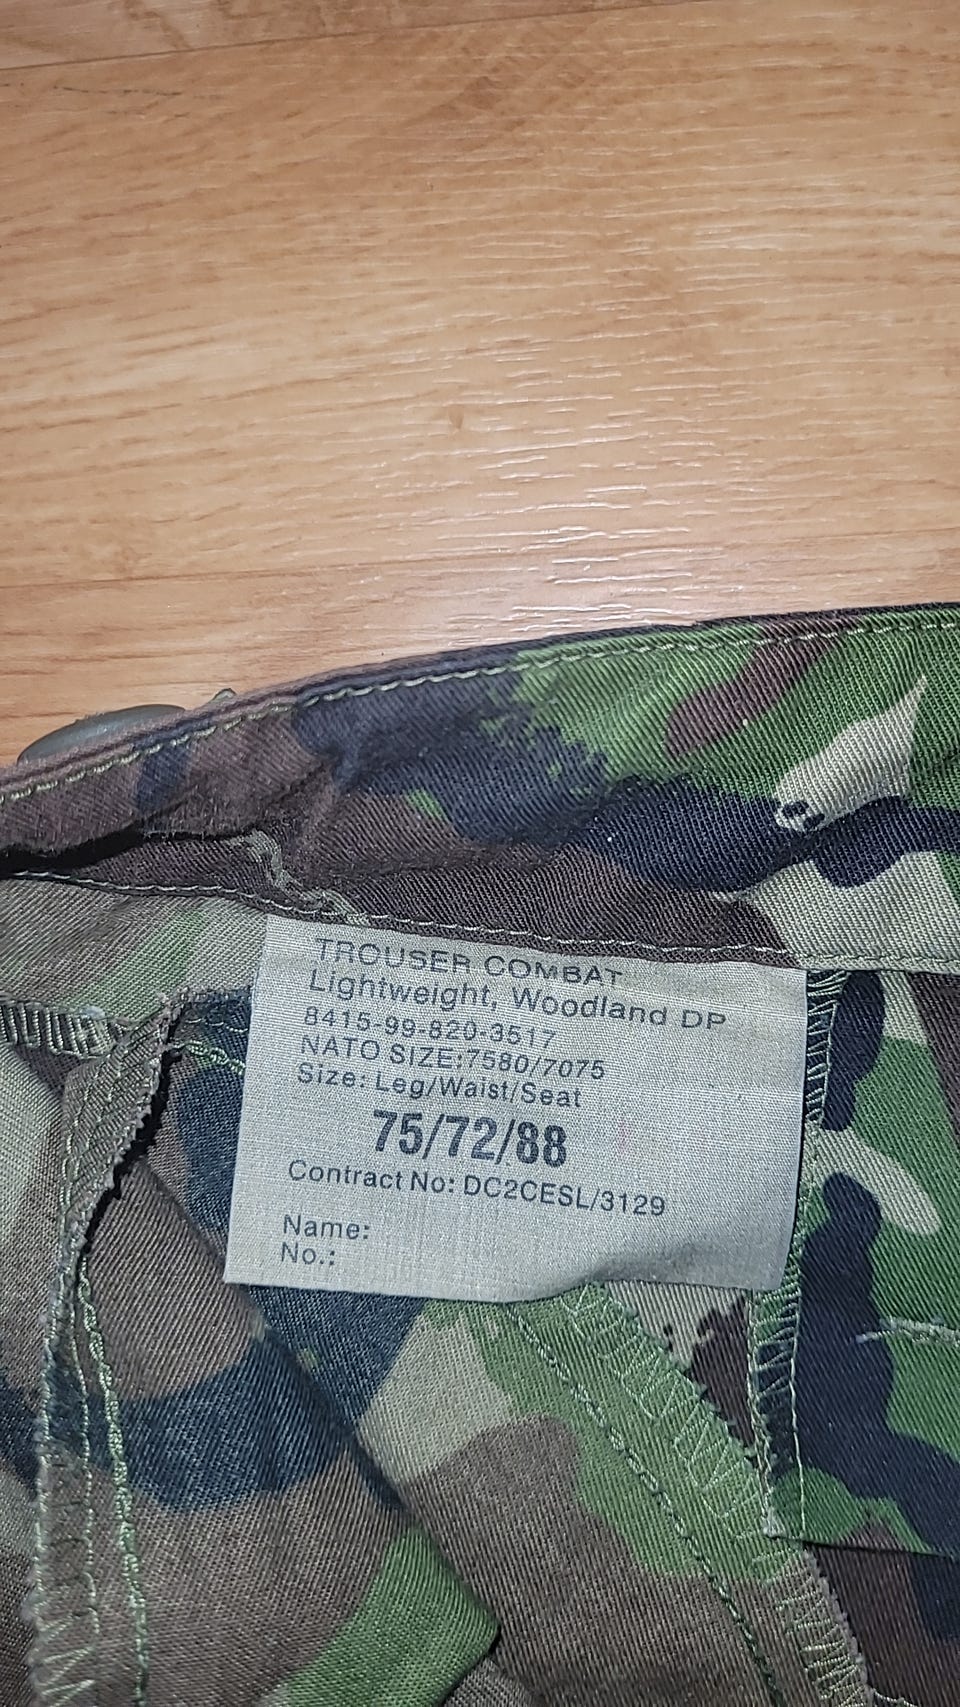 TROUSER COMBAT
Lightweight, Woodland DP
8415-99-820-3517
NATO SIZE:7580/7075
Size: Leg/Waist/Seat
75/72/88
Contract No: DC2CESL/3129
Name:
No.: